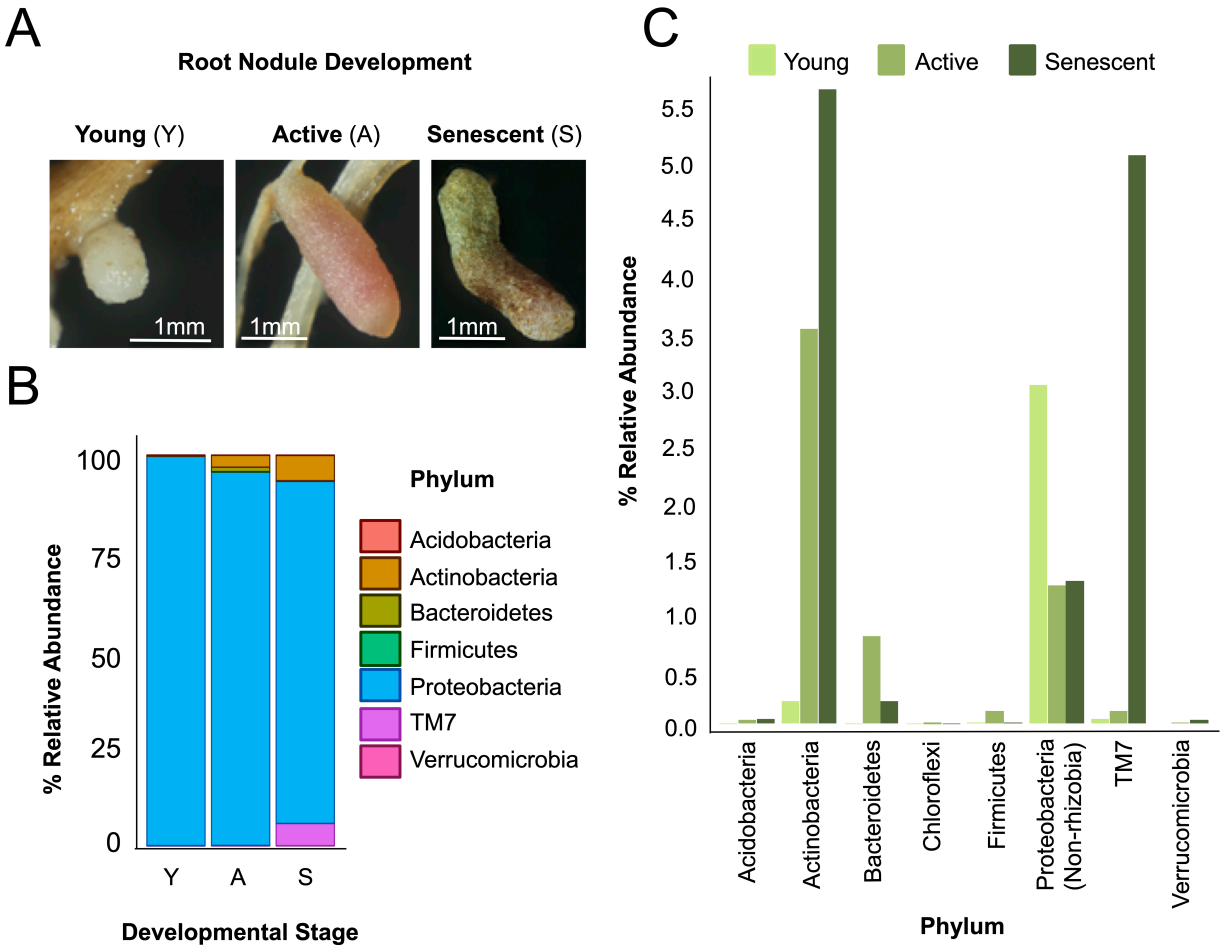 A
Root Nodule Development
Young (Y)
Active (A)
Senescent (S)
1mm
1mm
1mm
B
% Relative Abundance
100
75
50
25
0
Y
A
S
Developmental Stage
Phylum
Acidobacteria
Actinobacteria
Bacteroidetes
Firmicutes
Proteobacteria
TM7
Verrucomicrobia
C
Young
Active
Senescent
% Relative Abundance
5.5
5.0
4.5
4.0
3.5
3.0
2.5
2.0
1.5
1.0
0.5
0.0
Acidobacteria
Actinobacteria
Bacteroidetes
Chloroflexi
Firmicutes
Proteobacteria
(Non-rhizobia)
TM7
Verrucomicrobia
Phylum